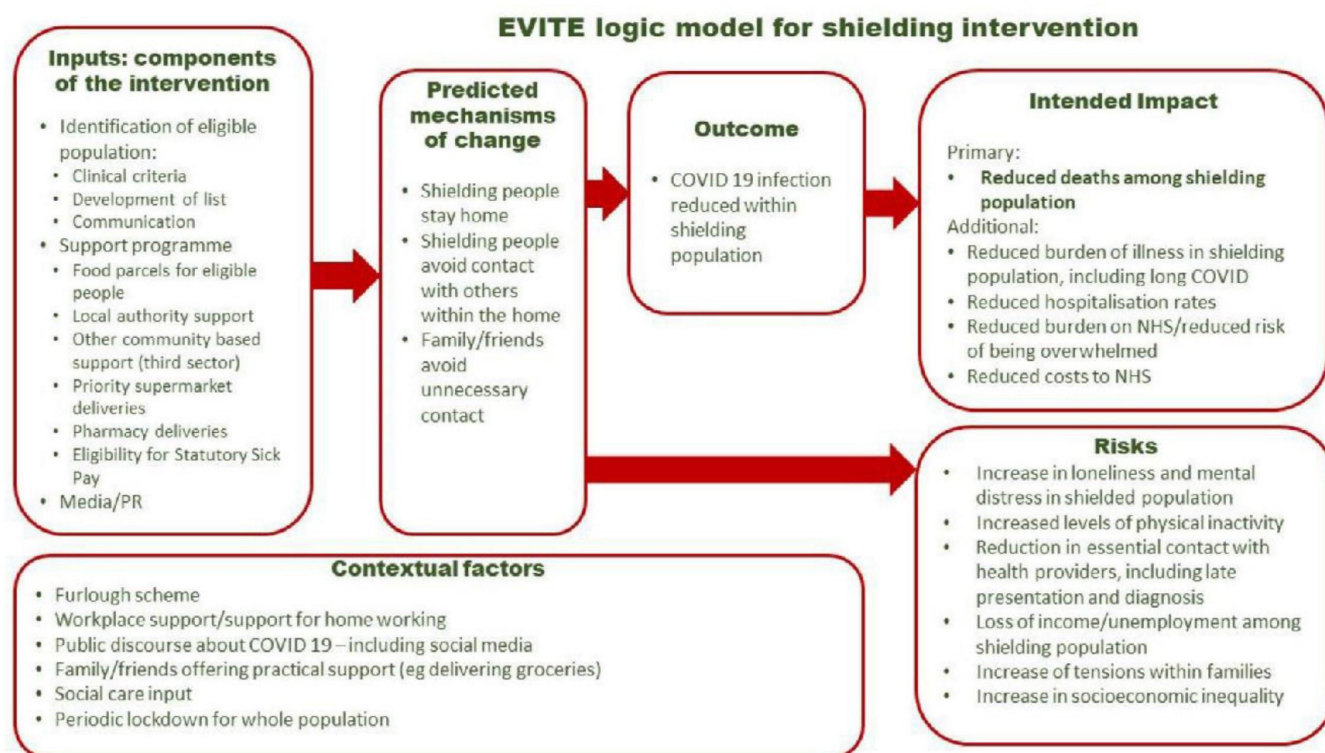 EVITE logic model for shielding intervention
Inputs: components
of the intervention
• Identification of eligible
population:
• Clinical criteria
• Development of list
• Communication
• Support programme
• Food parcels for eligible
people
• Local authority support
• Other community based
support (third sector)
• Priority supermarket
deliveries
• Pharmacy deliveries
• Eligibility for Statutory Sick
Pay
• Media/PR
Predicted
mechanisms
of change
• Shielding people
stay home
• Shielding people
avoid contact
with others
within the home
• Family/friends
avoid
unnecessary
contact
Outcome
• COVID 19 infection
reduced within
shielding
population
Intended Impact
Primary:
• Reduced deaths among shielding
population
Additional:
• Reduced burden of illness in shielding
population, including long COVID
• Reduced hospitalisation rates
• Reduced burden on NHS/reduced risk
of being overwhelmed
• Reduced costs to NHS
Risks
• Increase in loneliness and mental
distress in shielded population
• Increased levels of physical inactivity
• Reduction in essential contact with
health providers, including late
presentation and diagnosis
• Loss of income/unemployment among
shielding population
• Increase of tensions within families
• Increase in socioeconomic inequality
Contextual factors
• Furlough scheme
• Workplace support/support for home working
• Public discourse about COVID 19 – including social media
• Family/friends offering practical support (eg delivering groceries)
• Social care input
• Periodic lockdown for whole population